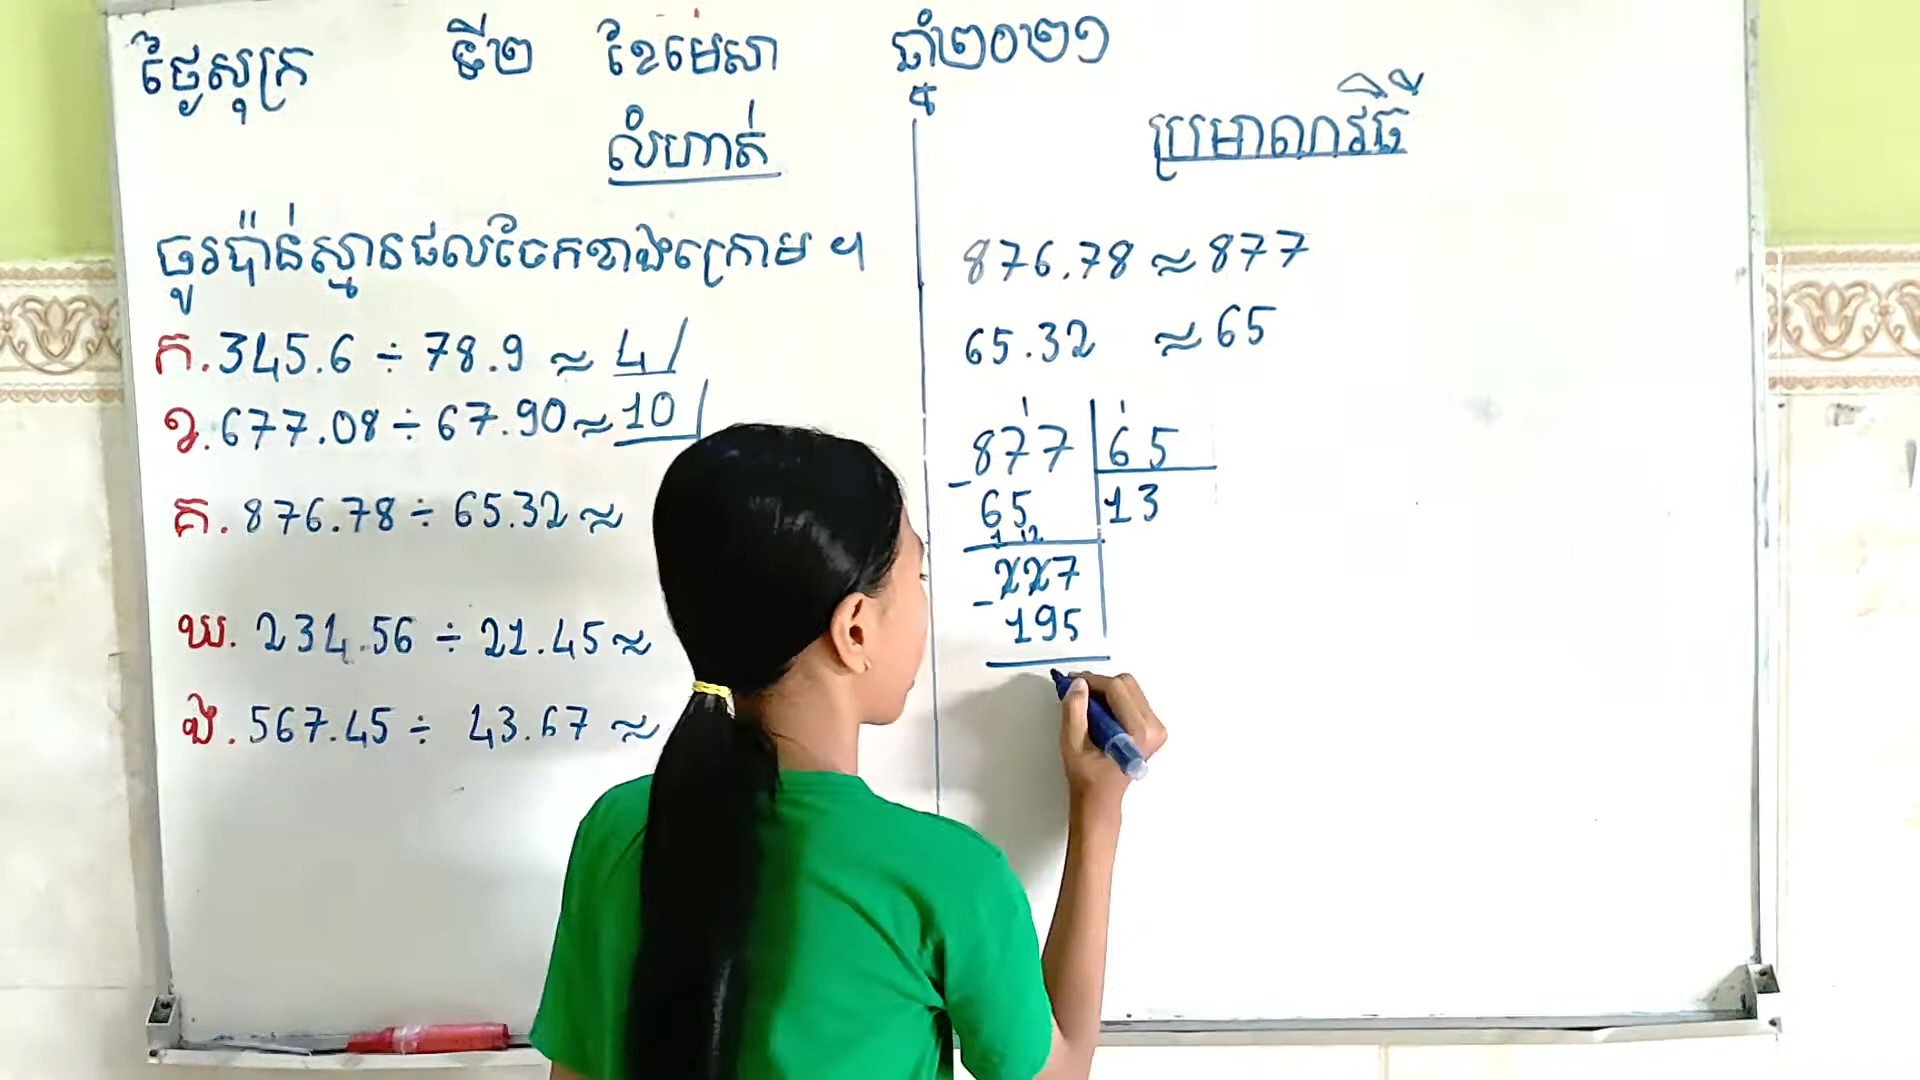 ថ្ងៃសុក្រ ទី២ ខែមេសា ឆ្នាំ២០២១
លំហាត់
ចូរប៉ាន់ស្មានផលចែកខាងក្រោម ។
ក. 345.6 ÷ 78.9 ≈ 4
ខ. 677.08 ÷ 67.90 ≈ 10
គ. 876.78 ÷ 65.32 ≈
ឃ. 234.56 ÷ 21.45 ≈
ង. 567.45 ÷ 43.67 ≈
ប្រមាណវិធី
876.78 ≈ 877
65.32 ≈ 65
877 65
- 65 13
1 12
227
- 195